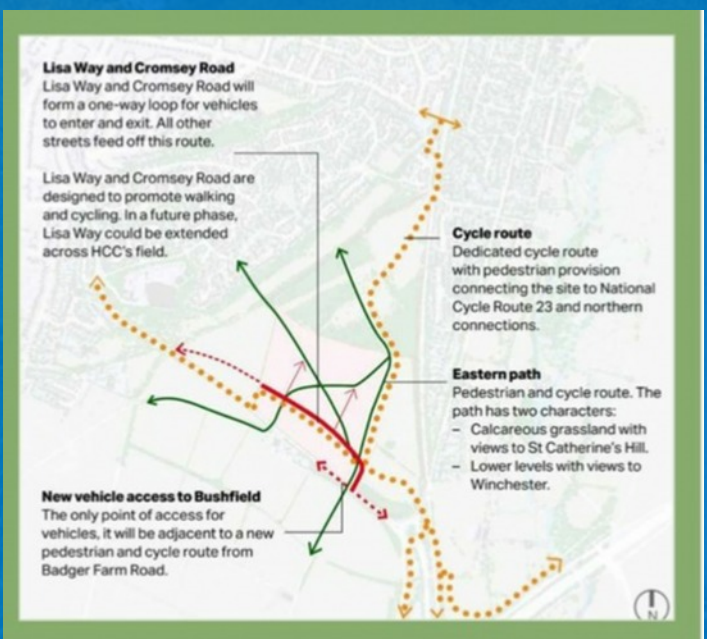 Lisa Way and Cromsey Road
Lisa Way and Cromsey Road will
form a one-way loop for vehicles
to enter and exit. All other
streets feed off this route.
Lisa Way and Cromsey Road are
designed to promote walking
and cycling. In a future phase,
Lisa Way could be extended
across HCC's field.
Cycle route
Dedicated cycle route
with pedestrian provision
connecting the site to National
Cycle Route 23 and northern
connections.
Eastern path
Pedestrian and cycle route. The
path has two characters:
– Calcareous grassland with
views to St Catherine's Hill.
– Lower levels with views to
Winchester.
New vehicle access to Bushfield
The only point of access for
vehicles, it will be adjacent to a new
pedestrian and cycle route from
Badger Farm Road.
N